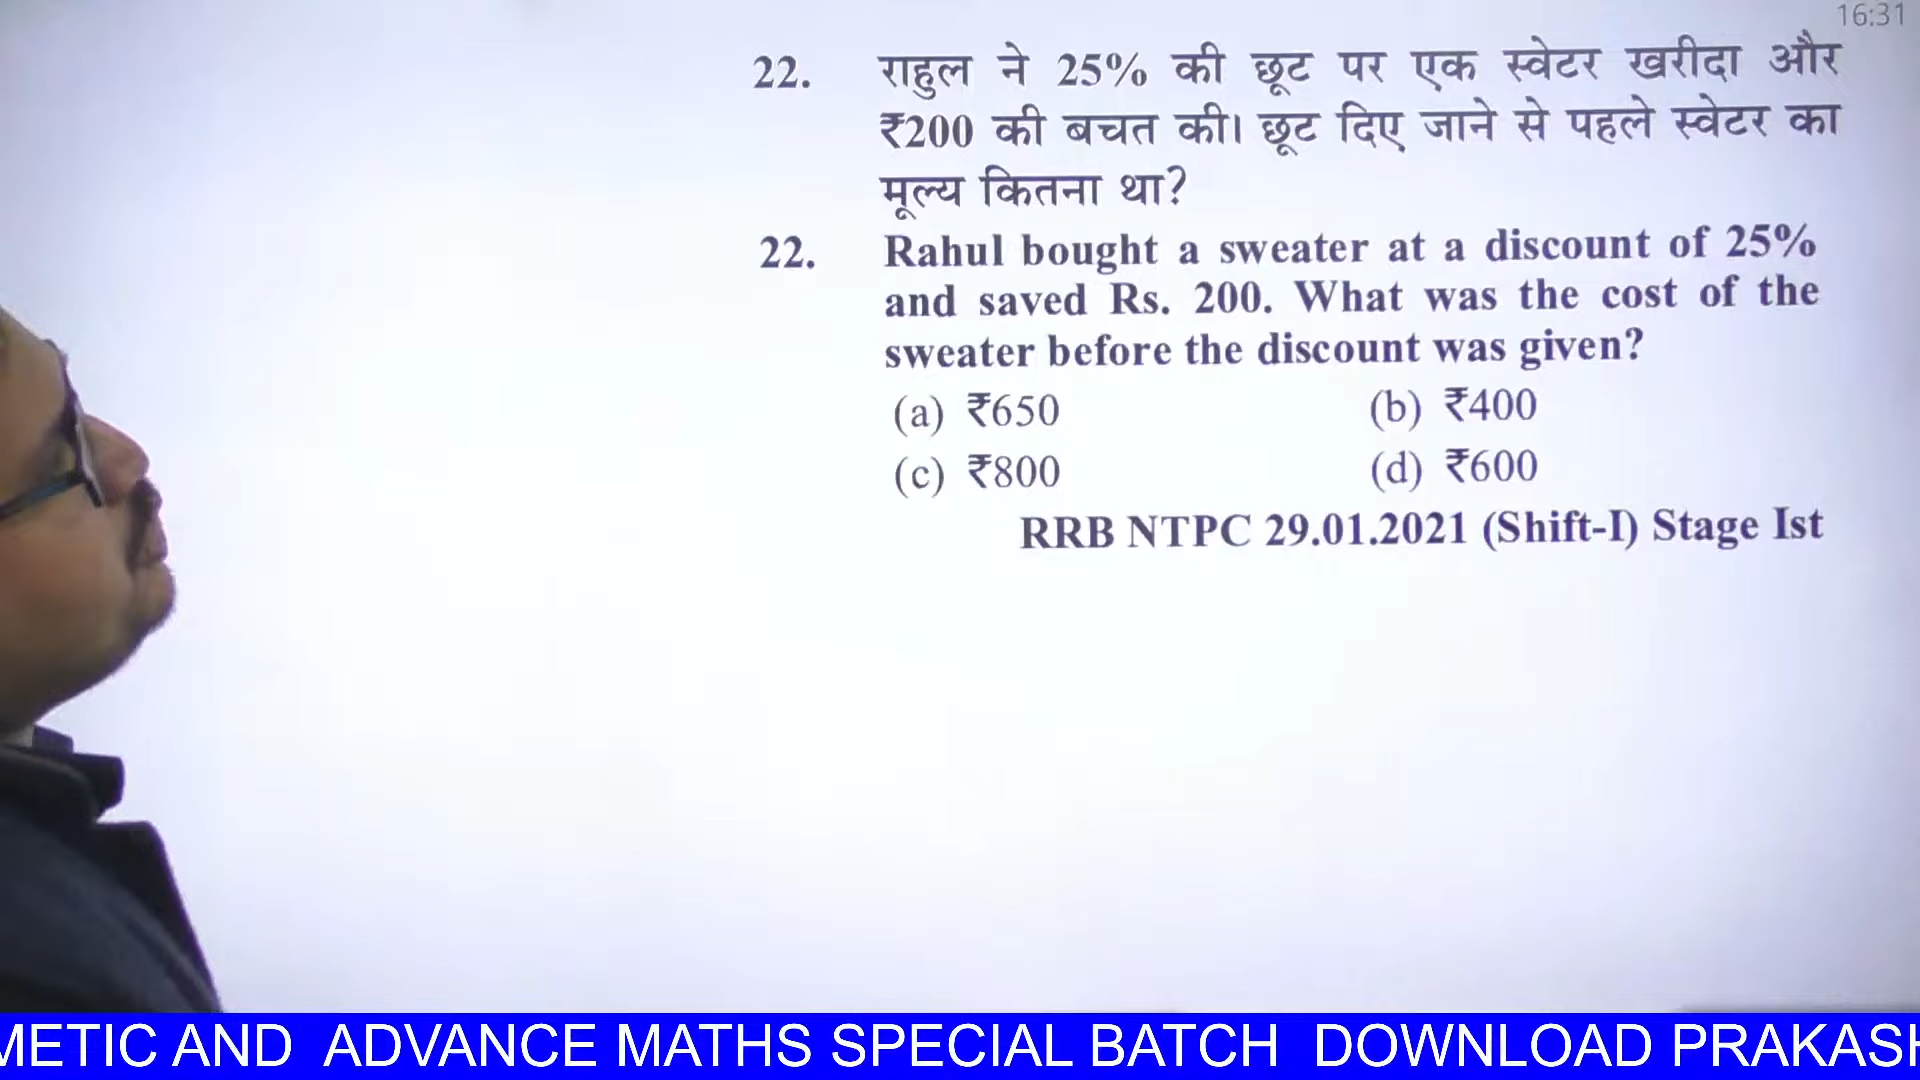 16:31
22. राहुल ने 25% की छूट पर एक स्वेटर खरीदा और
₹200 की बचत की। छूट दिए जाने से पहले स्वेटर का
मूल्य कितना था?
22. Rahul bought a sweater at a discount of 25%
and saved Rs. 200. What was the cost of the
sweater before the discount was given?
(a) ₹650 (b) ₹400
(c) ₹800 (d) ₹600
RRB NTPC 29.01.2021 (Shift-I) Stage Ist
METIC AND ADVANCE MATHS SPECIAL BATCH DOWNLOAD PRAKASH